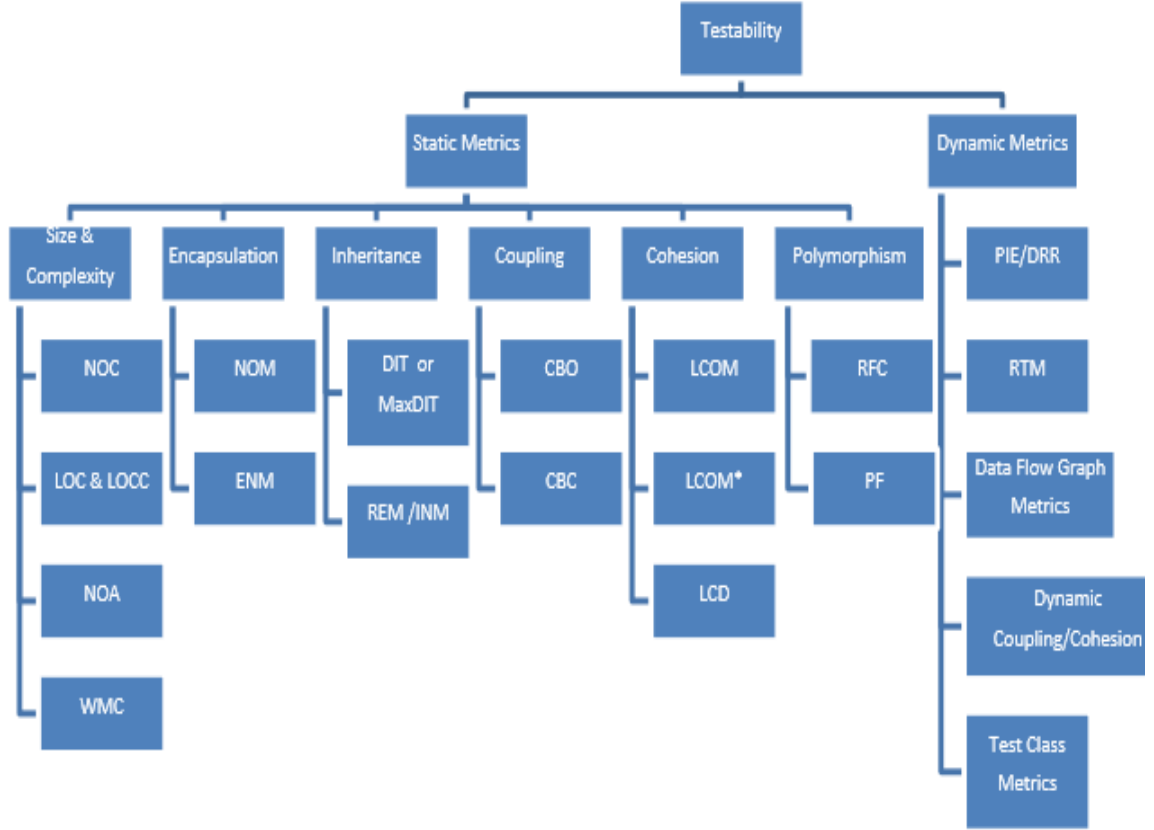 Testability
Static Metrics
Dynamic Metrics
Size &
Complexity
Encapsulation
Inheritance
Coupling
Cohesion
Polymorphism
PIE/DRR
NOC
NOM
DIT or
MaxDIT
CBO
LCOM
RFC
RTM
LOC & LOCC
ENM
REM /INM
CBC
LCOM*
PF
Data Flow Graph
Metrics
NOA
LCD
Dynamic
Coupling/Cohesion
WMC
Test Class
Metrics